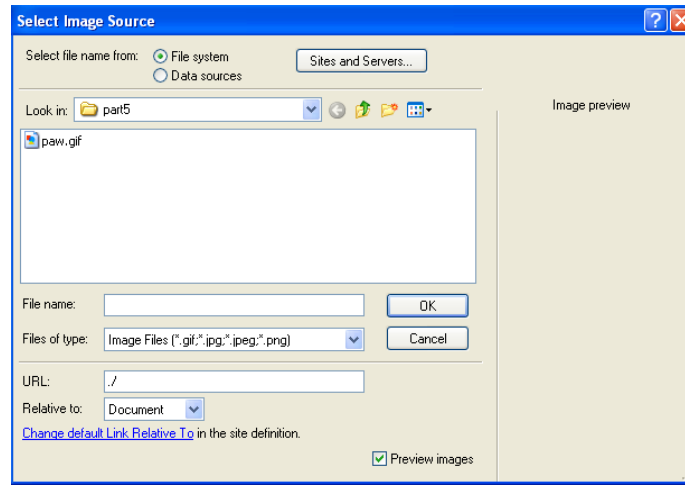 Select Image Source
Select file name from: File system Sites and Servers...
Data sources
Look in: part5
Image preview
paw.gif
File name: OK
Files of type: Image Files (*.gif;*.jpg;*.jpeg;*.png) Cancel
URL: ./
Relative to: Document
Change default Link Relative To in the site definition.
Preview images